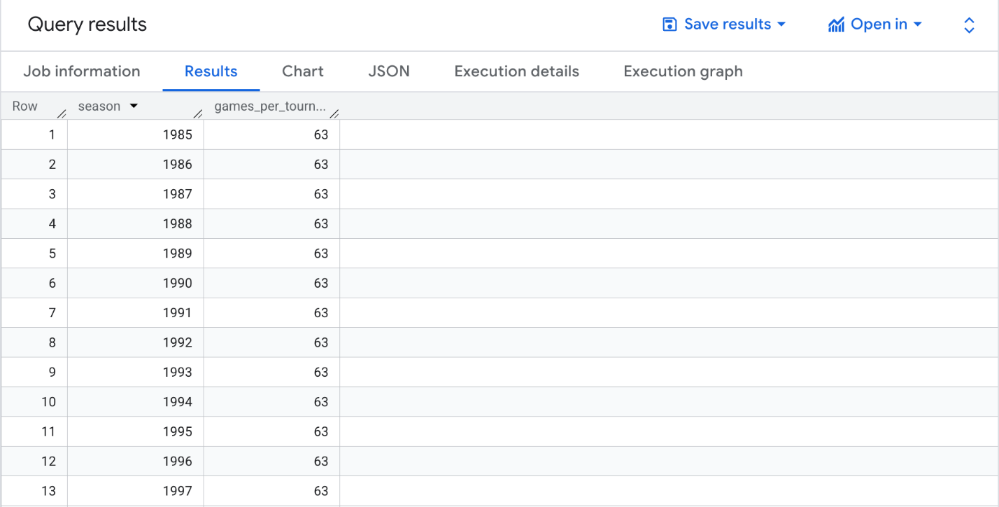 Query results Save results Open in
Job information Results Chart JSON Execution details Execution graph
Row season games_per_tourn...
1 1985 63
2 1986 63
3 1987 63
4 1988 63
5 1989 63
6 1990 63
7 1991 63
8 1992 63
9 1993 63
10 1994 63
11 1995 63
12 1996 63
13 1997 63